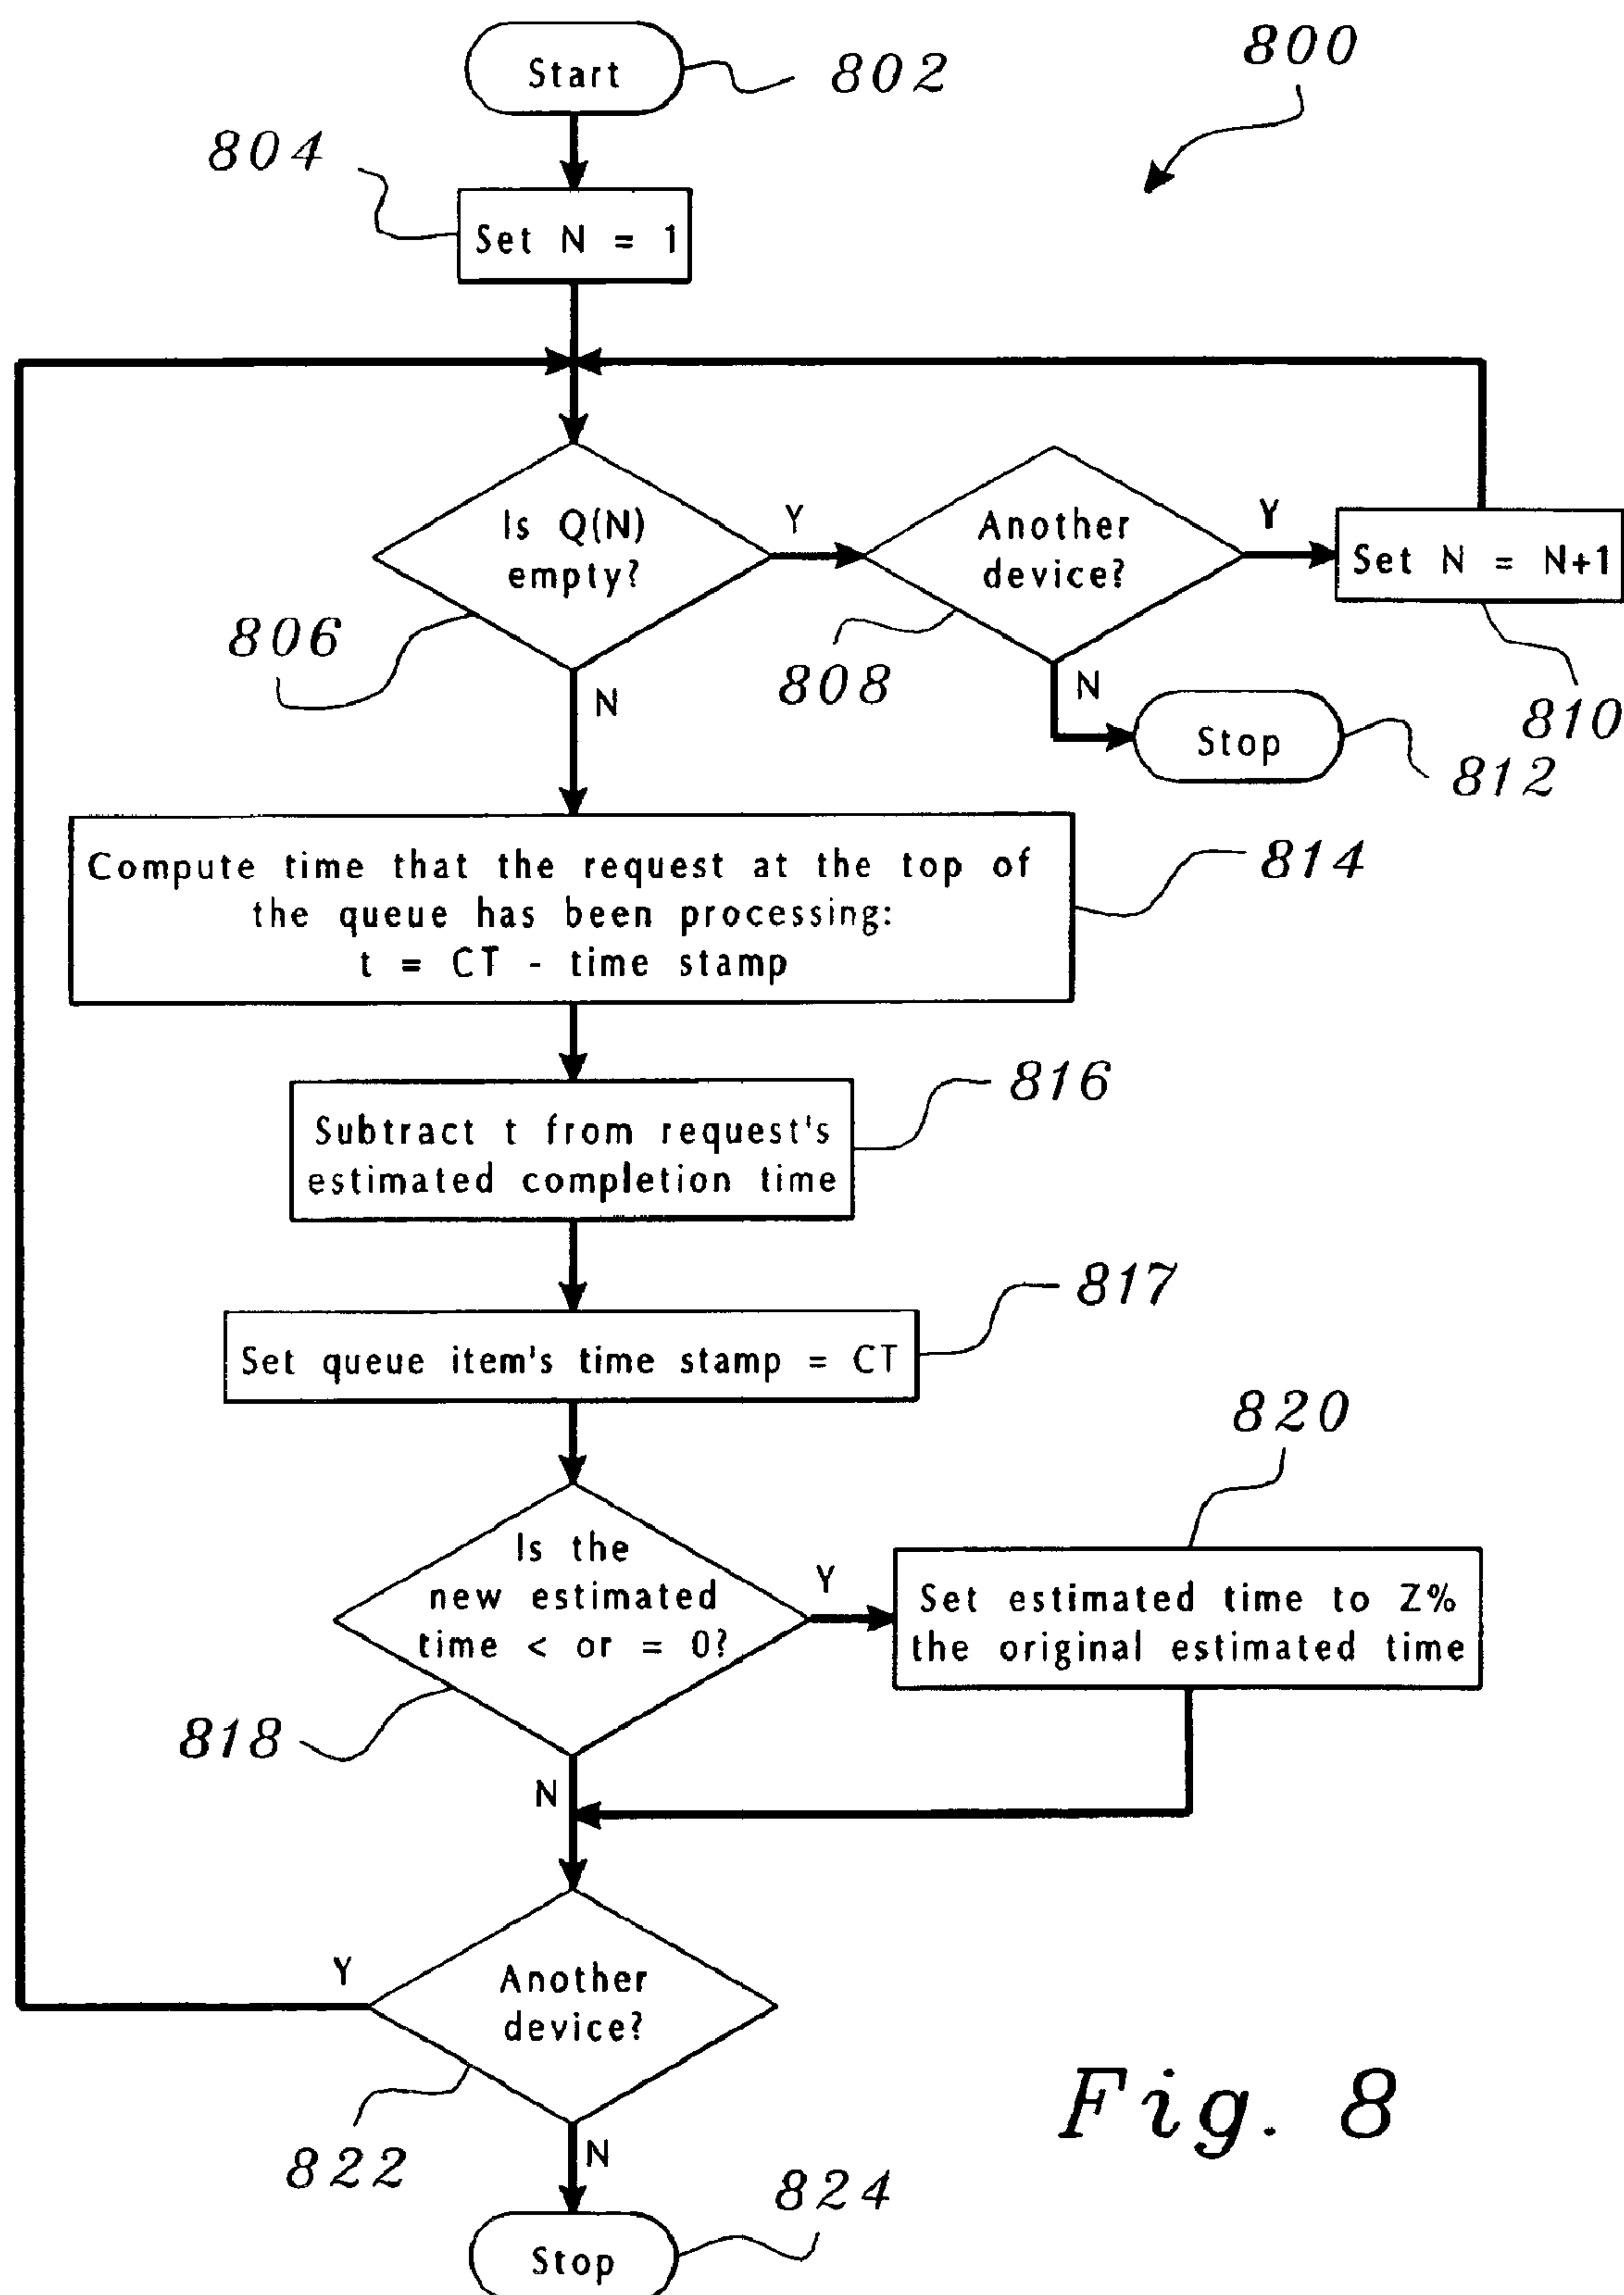 Start
802
800
804
Set N = 1
Is Q(N)
empty?
Y
Another
device?
Y
Set N = N+1
806
N
808
N
810
Stop
812
Compute time that the request at the top of
the queue has been processing:
t = CT - time stamp
814
816
Subtract t from request's
estimated completion time
817
Set queue item's time stamp = CT
820
Is the
new estimated
time < or = 0?
Y
Set estimated time to Z%
the original estimated time
818
N
Y
Another
device?
822
N
824
Stop
Fig. 8